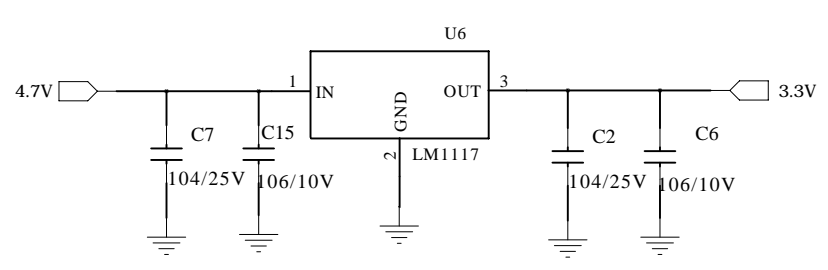 U6
4.7V
1
IN
OUT
3
3.3V
GND
2
LM1117
C7
C15
C2
C6
104/25V
106/10V
104/25V
106/10V